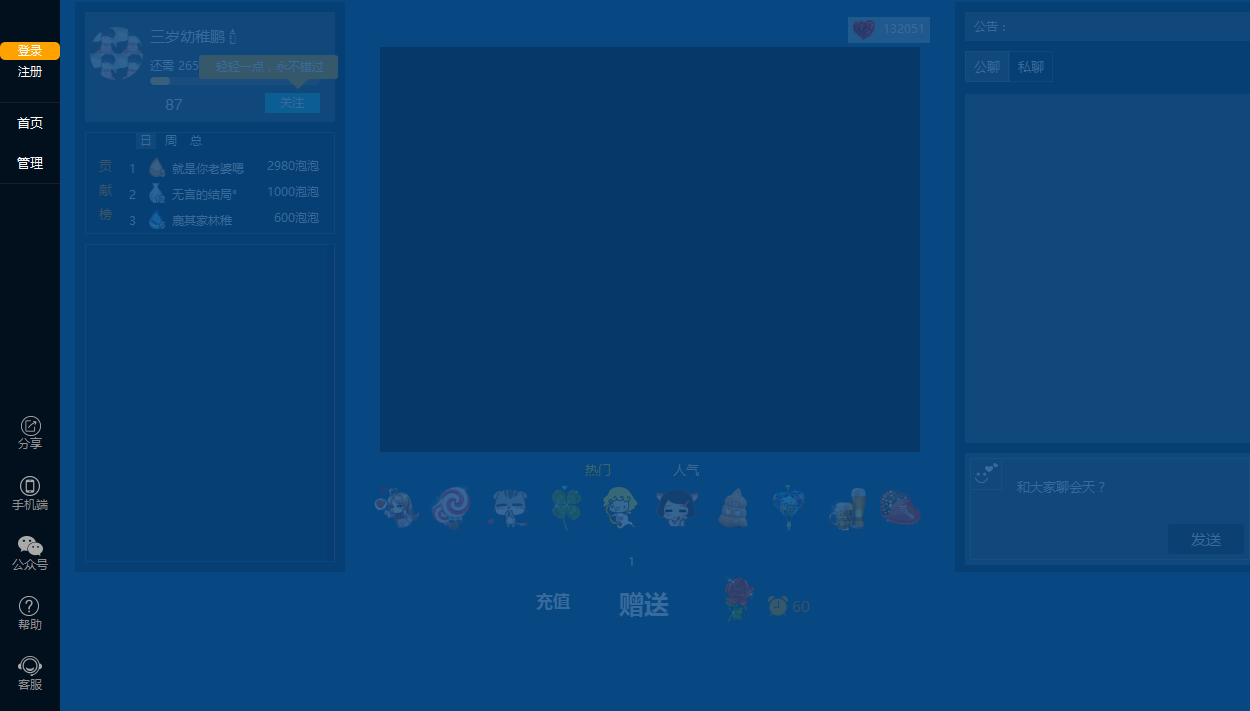 登录
注册
首页
管理
分享
手机端
公众号
帮助
客服
三岁幼稚鹏
还需 265
轻轻一点，永不错过
87
关注
日 周 总
贡献榜
1 就是你老婆嗯 2980泡泡
2 无言的结局* 1000泡泡
3 鹿其家林稚 600泡泡
132051
热门 人气
1
充值 赠送 60
公告：
公聊 私聊
和大家聊会天？
发送